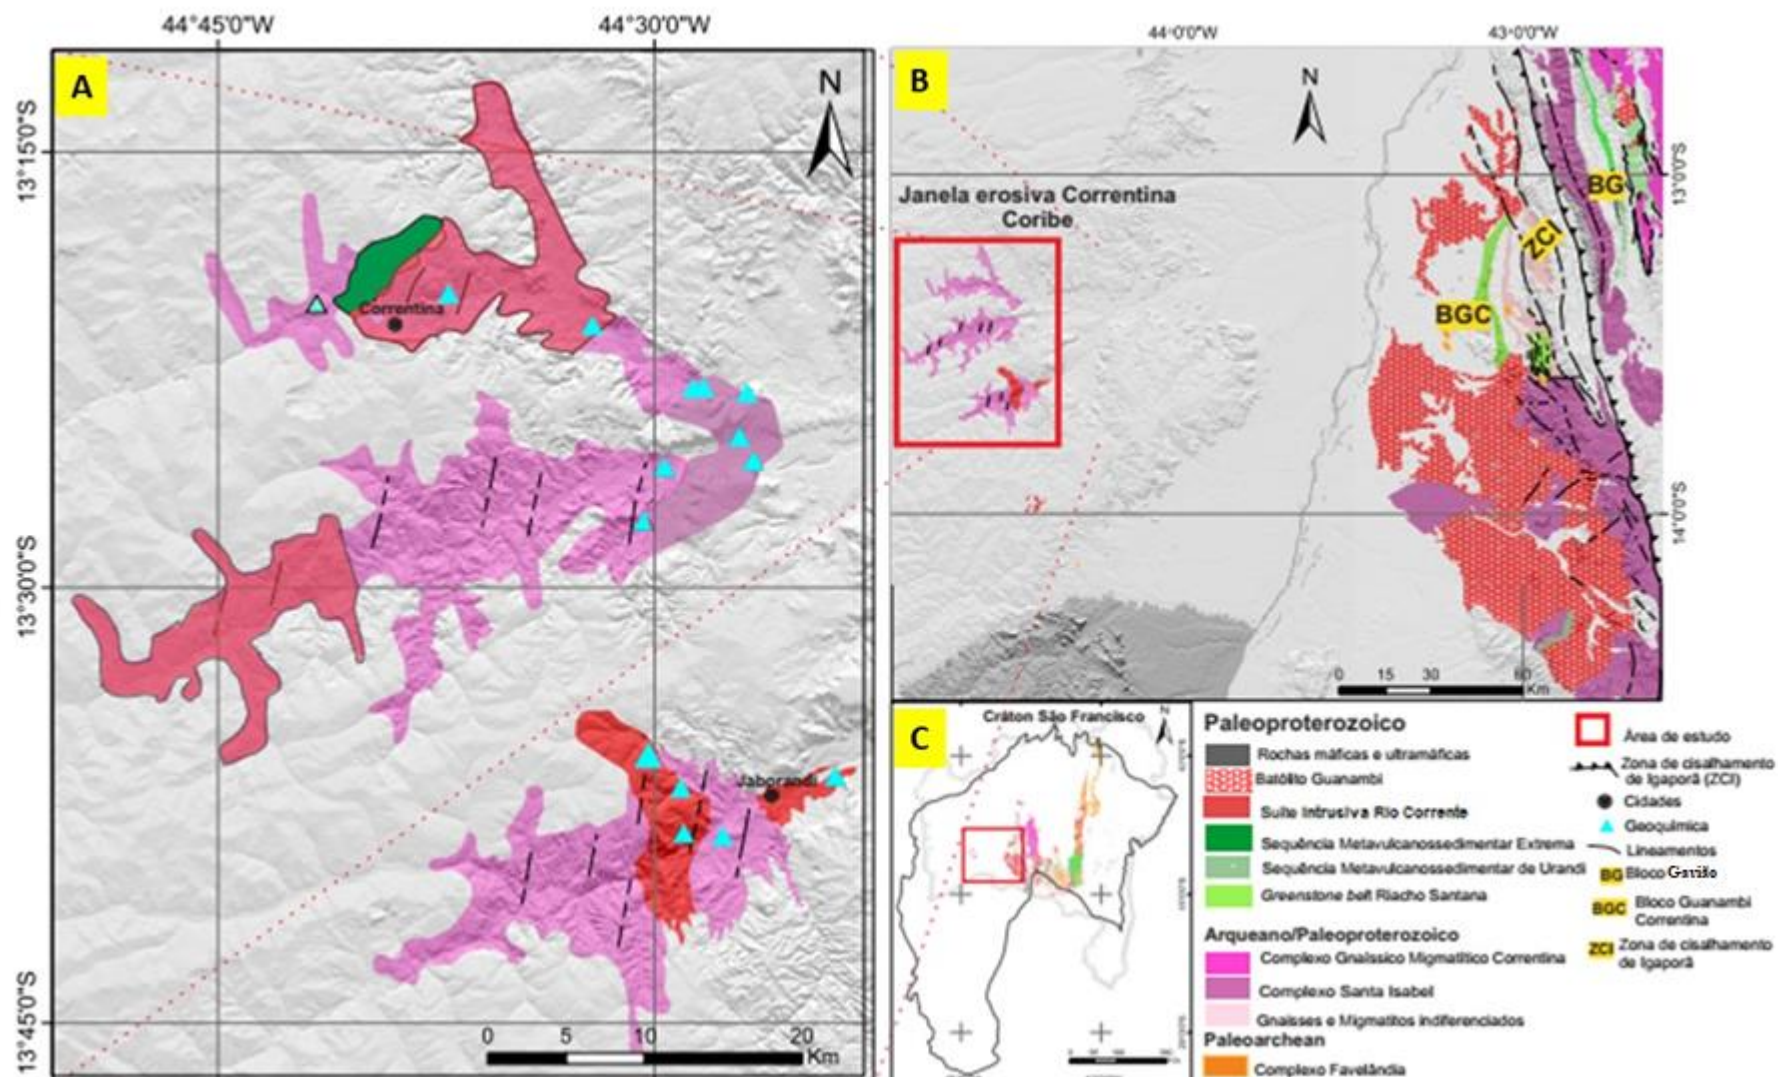 44°45'0"W
44°30'0"W
A
N
13°15'0"S
Correntina
13°30'0"S
Jaborandi
13°45'0"S
0 5 10 20
Km
44°0'0"W
43°0'0"W
B
N
Janela erosiva Correntina
Coribe
BG
ZCI
BGC
13°0'0"S
14°0'0"S
0 15 30 60
Km
C
Cráton São Francisco
N
Paleoproterozoico
Rochas máficas e ultramáficas
Batólito Guanambi
Suíte Intrusiva Rio Corrente
Sequência Metavulcanossedimentar Extrema
Sequência Metavulcanossedimentar de Urandi
Greenstone belt Riacho Santana
Arqueano/Paleoproterozoico
Complexo Gnaíssico Migmatítico Correntina
Complexo Santa Isabel
Gnaisses e Migmatitos indiferenciados
Paleoarchean
Complexo Favelândia
Área de estudo
Zona de cisalhamento
de Igaporã (ZCI)
Cidades
Geoquímica
Lineamentos
BG Bloco Gavião
BGC Bloco Guanambi
Correntina
ZCI Zona de cisalhamento
de Igaporã